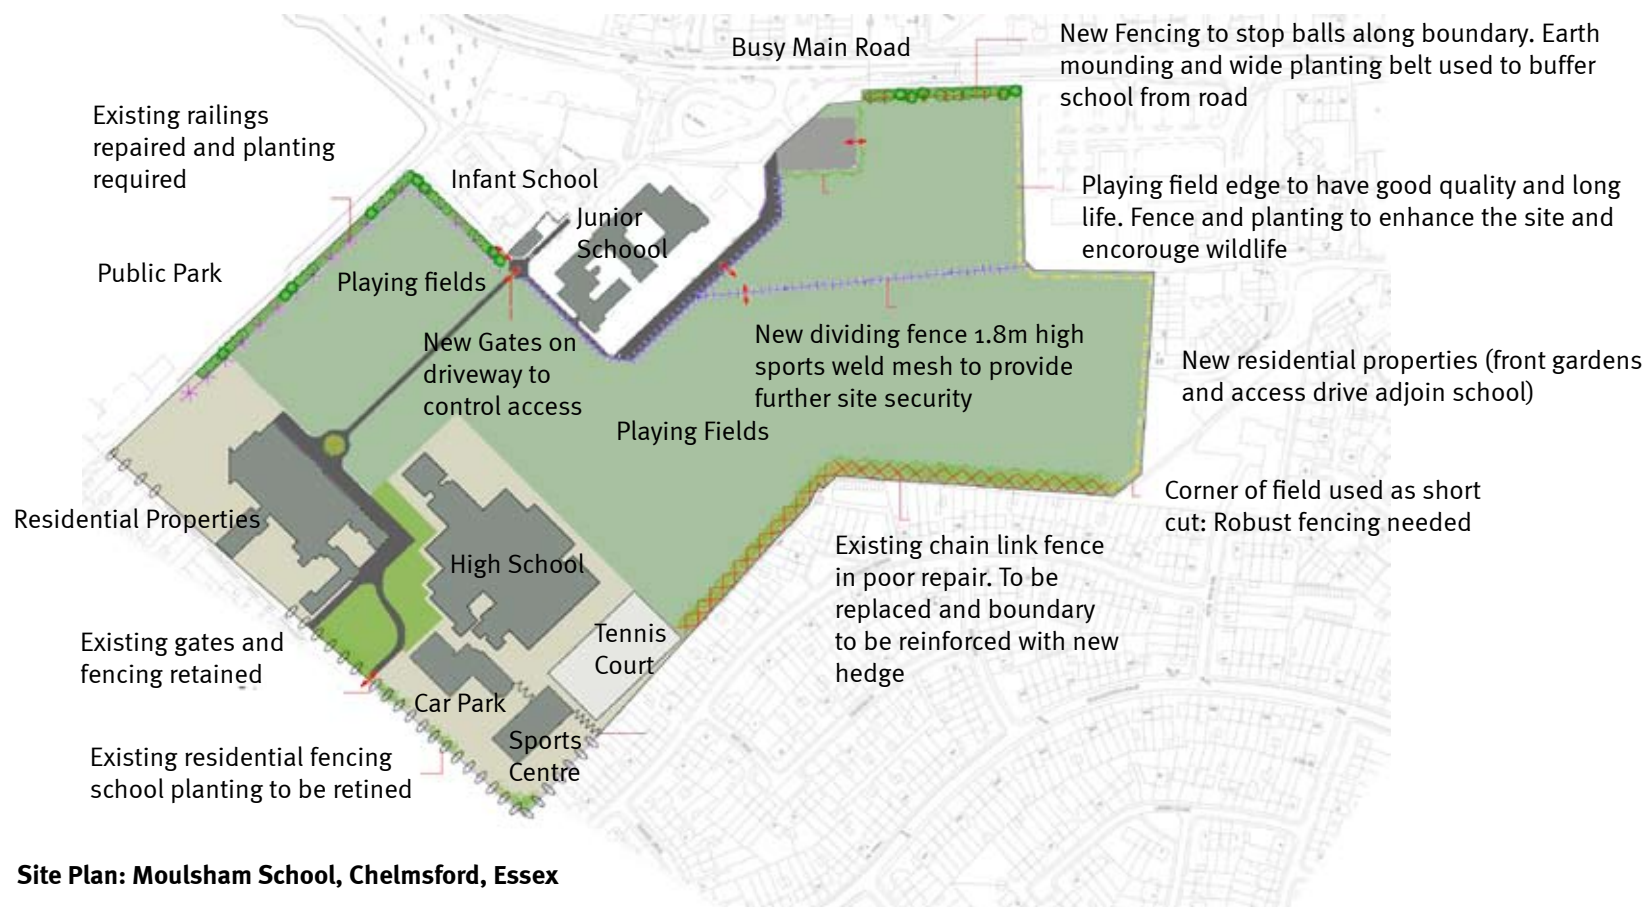 Busy Main Road
New Fencing to stop balls along boundary. Earth
mounding and wide planting belt used to buffer
school from road
Existing railings
repaired and planting
required
Infant School
Junior
Schoool
Playing field edge to have good quality and long
life. Fence and planting to enhance the site and
encorouge wildlife
Public Park
Playing fields
New Gates on
driveway to
control access
New dividing fence 1.8m high
sports weld mesh to provide
further site security
New residential properties (front gardens
and access drive adjoin school)
Playing Fields
Corner of field used as short
cut: Robust fencing needed
Residential Properties
High School
Existing chain link fence
in poor repair. To be
replaced and boundary
to be reinforced with new
hedge
Existing gates and
fencing retained
Tennis
Court
Car Park
Sports
Centre
Existing residential fencing
school planting to be retined
Site Plan: Moulsham School, Chelmsford, Essex